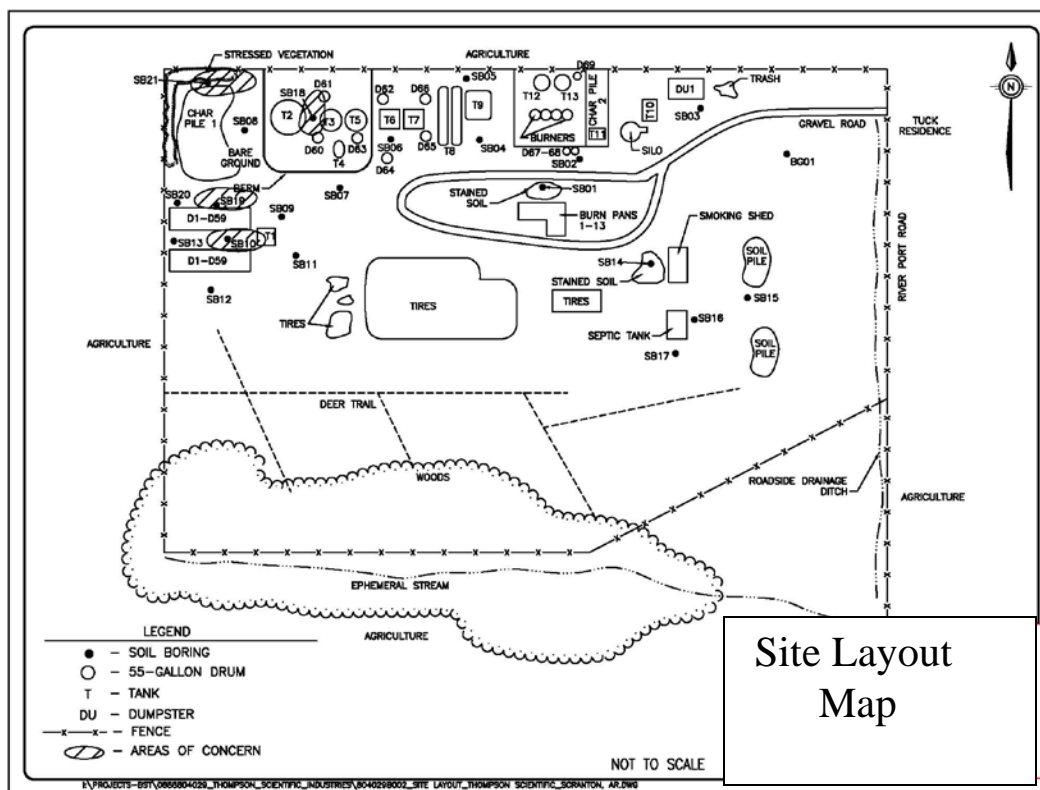 STRESSED VEGETATION
AGRICULTURE
SB21
SB18
D61
D62
D66
SB05
D69
TRASH
T12
T13
CHAR PILE 2
DU1
CHAR PILE 1
SB08
T2
T3
T5
T6
T7
T9
T10
SB03
BURNERS
T11
GRAVEL ROAD
TUCK RESIDENCE
N
BARE GROUND
D60
D63
T4
SB06
D65
T8
SB04
D67-68
SB02
SILO
BG01
D64
BERM
SB07
STAINED SOIL
SB01
SB20
SB19
SB09
D1-D59
BURN PANS 1-13
SMOKING SHED
SB13
SB10
T1
D1-D59
SB11
SB14
STAINED SOIL
SOIL PILE
RIVER PORT ROAD
SB12
TIRES
TIRES
TIRES
SB15
SEPTIC TANK
SB16
SB17
SOIL PILE
AGRICULTURE
DEER TRAIL
WOODS
ROADSIDE DRAINAGE DITCH
AGRICULTURE
EPHEMERAL STREAM
AGRICULTURE
LEGEND
- SOIL BORING
- 55-GALLON DRUM
T - TANK
DU - DUMPSTER
- FENCE
- AREAS OF CONCERN
NOT TO SCALE
Site Layout
Map
SITE LAYOUT_THOMPSON SCIENTIFIC_SCRANTON, AR.DWG